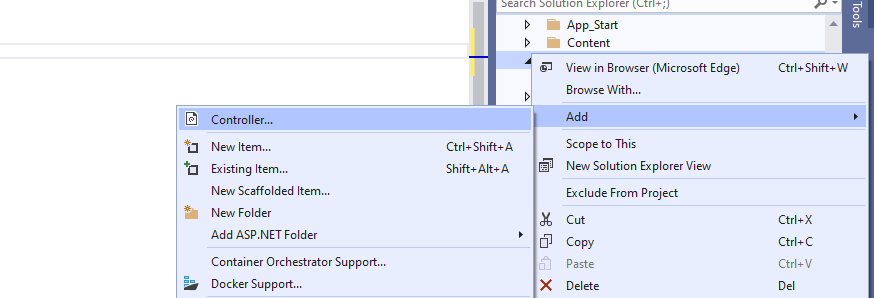 Search Solution Explorer (Ctrl+;)
Tools
App_Start
Content
View in Browser (Microsoft Edge) Ctrl+Shift+W
Browse With...
Add
Controller...
New Item... Ctrl+Shift+A
Existing Item... Shift+Alt+A
New Scaffolded Item...
New Folder
Add ASP.NET Folder
Container Orchestrator Support...
Docker Support...
Scope to This
New Solution Explorer View
Exclude From Project
Cut Ctrl+X
Copy Ctrl+C
Paste Ctrl+V
Delete Del